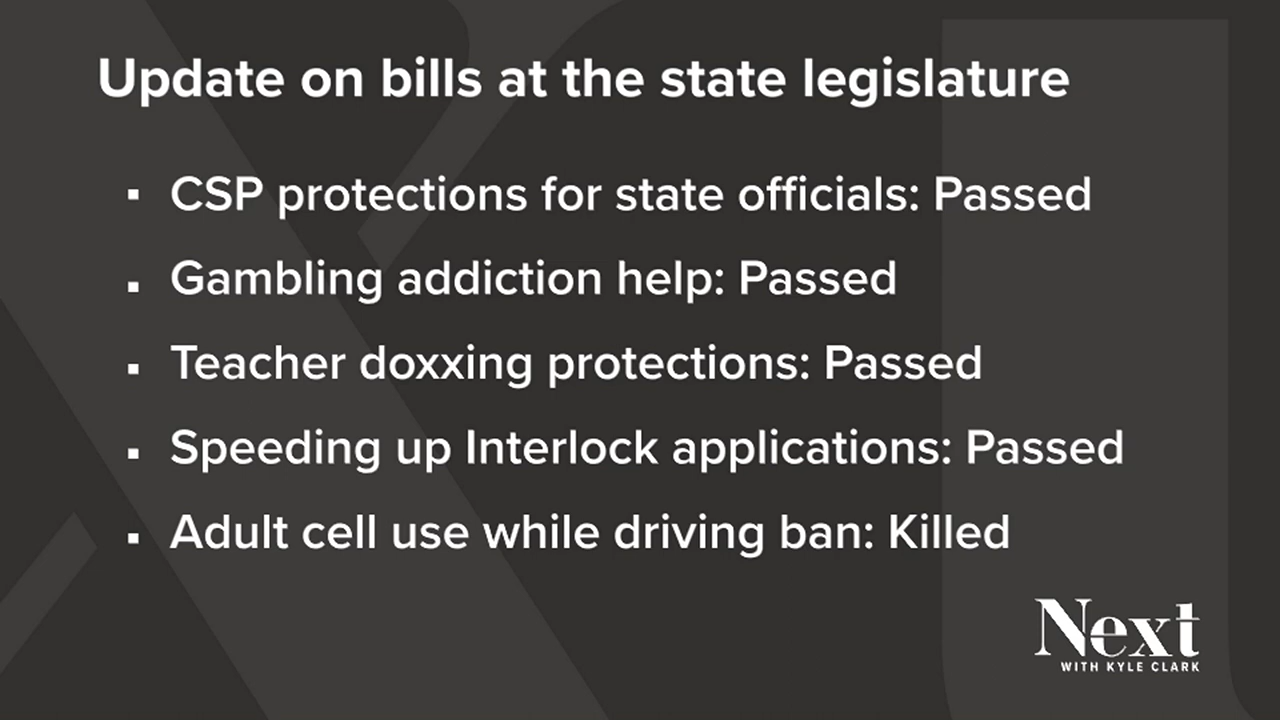 Update on bills at the state legislature
▪ CSP protections for state officials: Passed
▪ Gambling addiction help: Passed
▪ Teacher doxxing protections: Passed
▪ Speeding up Interlock applications: Passed
▪ Adult cell use while driving ban: Killed
Next
WITH KYLE CLARK